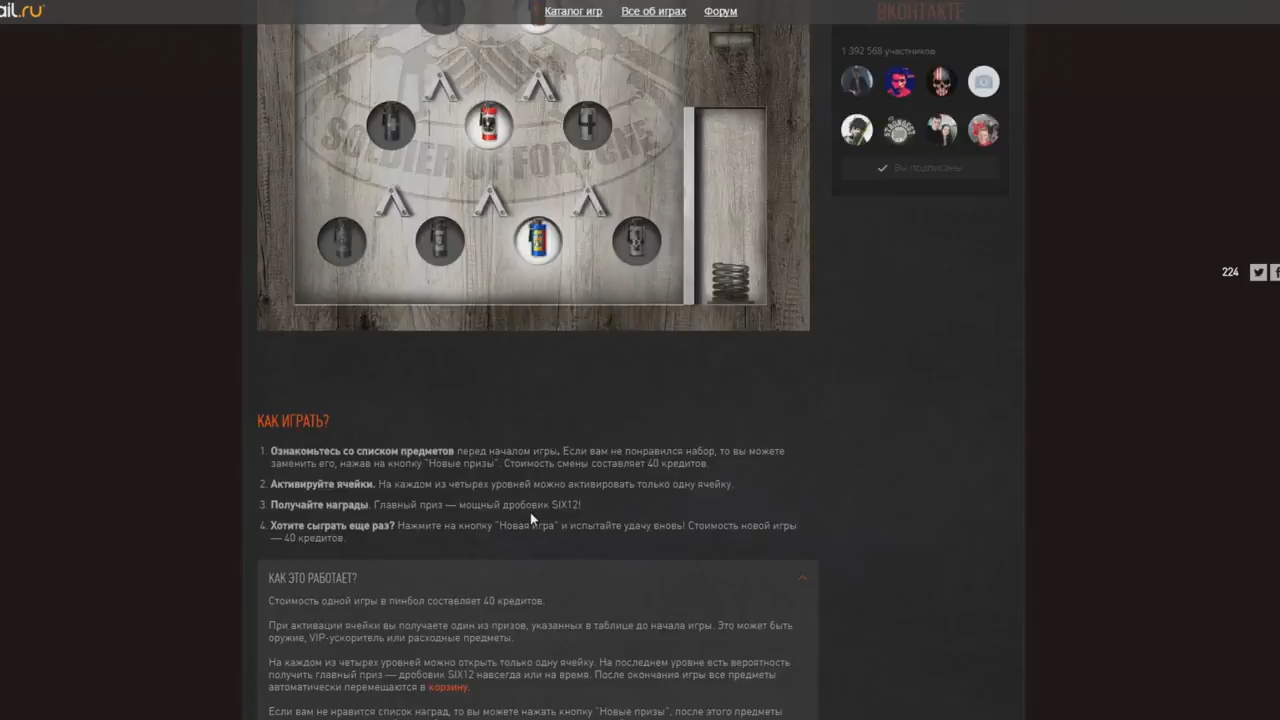 ail.ru
Каталог игр Все об играх Форум
ВКОНТАКТЕ
1 392 568 участников
SOLDIER OF FORTUNE
STRONGEST
Вы подписаны
224
КАК ИГРАТЬ?
1. Ознакомьтесь со списком предметов перед началом игры. Если вам не понравился набор, то вы можете
заменить его, нажав на кнопку "Новые призы". Стоимость смены составляет 40 кредитов.
2. Активируйте ячейки. На каждом из четырех уровней можно активировать только одну ячейку.
3. Получайте награды. Главный приз — мощный дробовик SIX12!
4. Хотите сыграть еще раз? Нажмите на кнопку "Новая игра" и испытайте удачу вновь! Стоимость новой игры
— 40 кредитов.
КАК ЭТО РАБОТАЕТ?
Стоимость одной игры в пинбол составляет 40 кредитов.
При активации ячейки вы получаете один из призов, указанных в таблице до начала игры. Это может быть
оружие, VIP-ускоритель или расходные предметы.
На каждом из четырех уровней можно открыть только одну ячейку. На последнем уровне есть вероятность
получить главный приз — дробовик SIX12 навсегда или на время. После окончания игры все предметы
автоматически перемещаются в корзину.
Если вам не нравится список наград, то вы можете нажать кнопку "Новые призы", после этого предметы